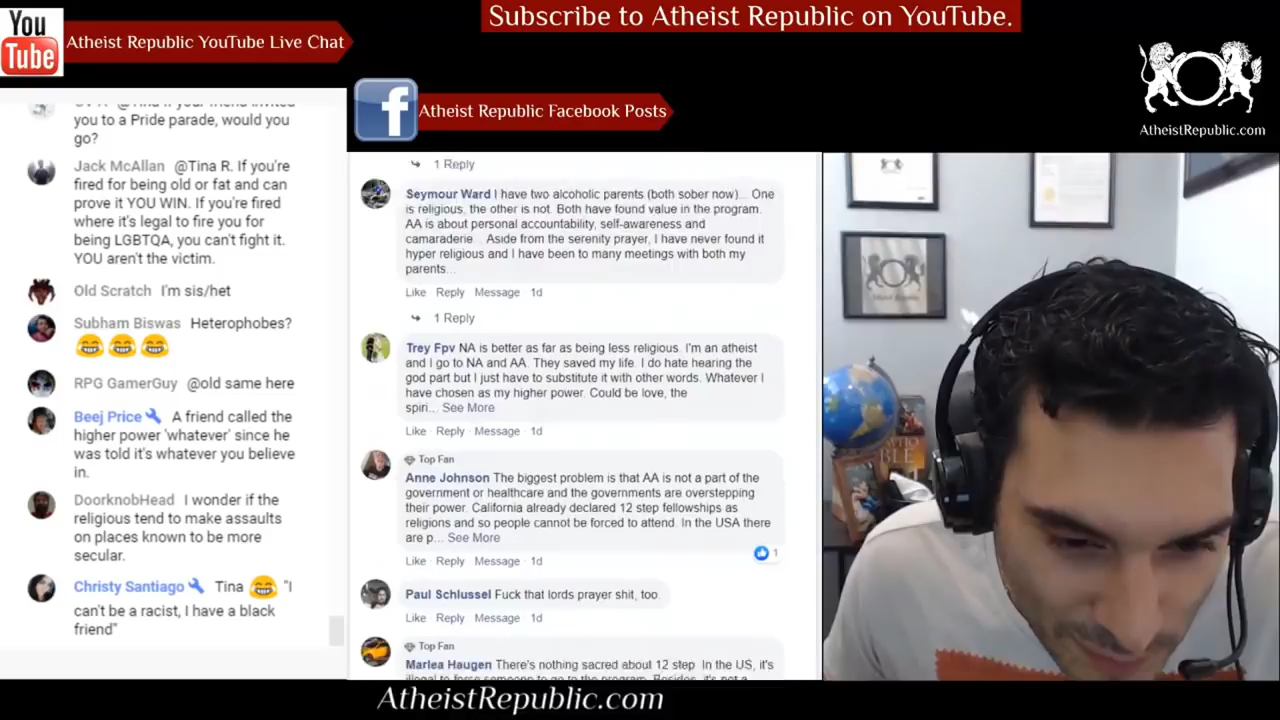 Subscribe to Atheist Republic on YouTube.
You
Tube
Atheist Republic YouTube Live Chat
AtheistRepublic.com
Atheist Republic Facebook Posts
you to a Pride parade, would you
go?
Jack McAllan @Tina R. If you're
fired for being old or fat and can
prove it YOU WIN. If you're fired
where it's legal to fire you for
being LGBTQA, you can't fight it.
YOU aren't the victim.
Old Scratch I'm sis/het
Subham Biswas Heterophobes?
😂 😂 😂
RPG GamerGuy @old same here
Beej Price A friend called the
higher power 'whatever' since he
was told it's whatever you believe
in.
DoorknobHead I wonder if the
religious tend to make assaults
on places known to be more
secular.
Christy Santiago Tina 😂 "I
can't be a racist, I have a black
friend"
1 Reply
Seymour Ward I have two alcoholic parents (both sober now)... One
is religious, the other is not. Both have found value in the program.
AA is about personal accountability, self-awareness and
camaraderie... Aside from the serenity prayer, I have never found it
hyper religious and I have been to many meetings with both my
parents...
Like Reply Message 1d
1 Reply
Trey Fpv NA is better as far as being less religious. I'm an atheist
and I go to NA and AA. They saved my life. I do hate hearing the
god part but I just have to substitute it with other words. Whatever I
have chosen as my higher power. Could be love, the
spiri... See More
Like · Reply · Message · 1d
Top Fan
Anne Johnson The biggest problem is that AA is not a part of the
government or healthcare and the governments are overstepping
their power. California already declared 12 step fellowships as
religions and so people cannot be forced to attend. In the USA there
are p... See More
1
Like · Reply · Message · 1d
Paul Schlussel Fuck that lords prayer shit, too.
Like · Reply · Message · 1d
Top Fan
Marlea Haugen There's nothing sacred about 12 step. In the US, it's
illegal to force someone to go to the program. Besides, it's not a
AtheistRepublic.com